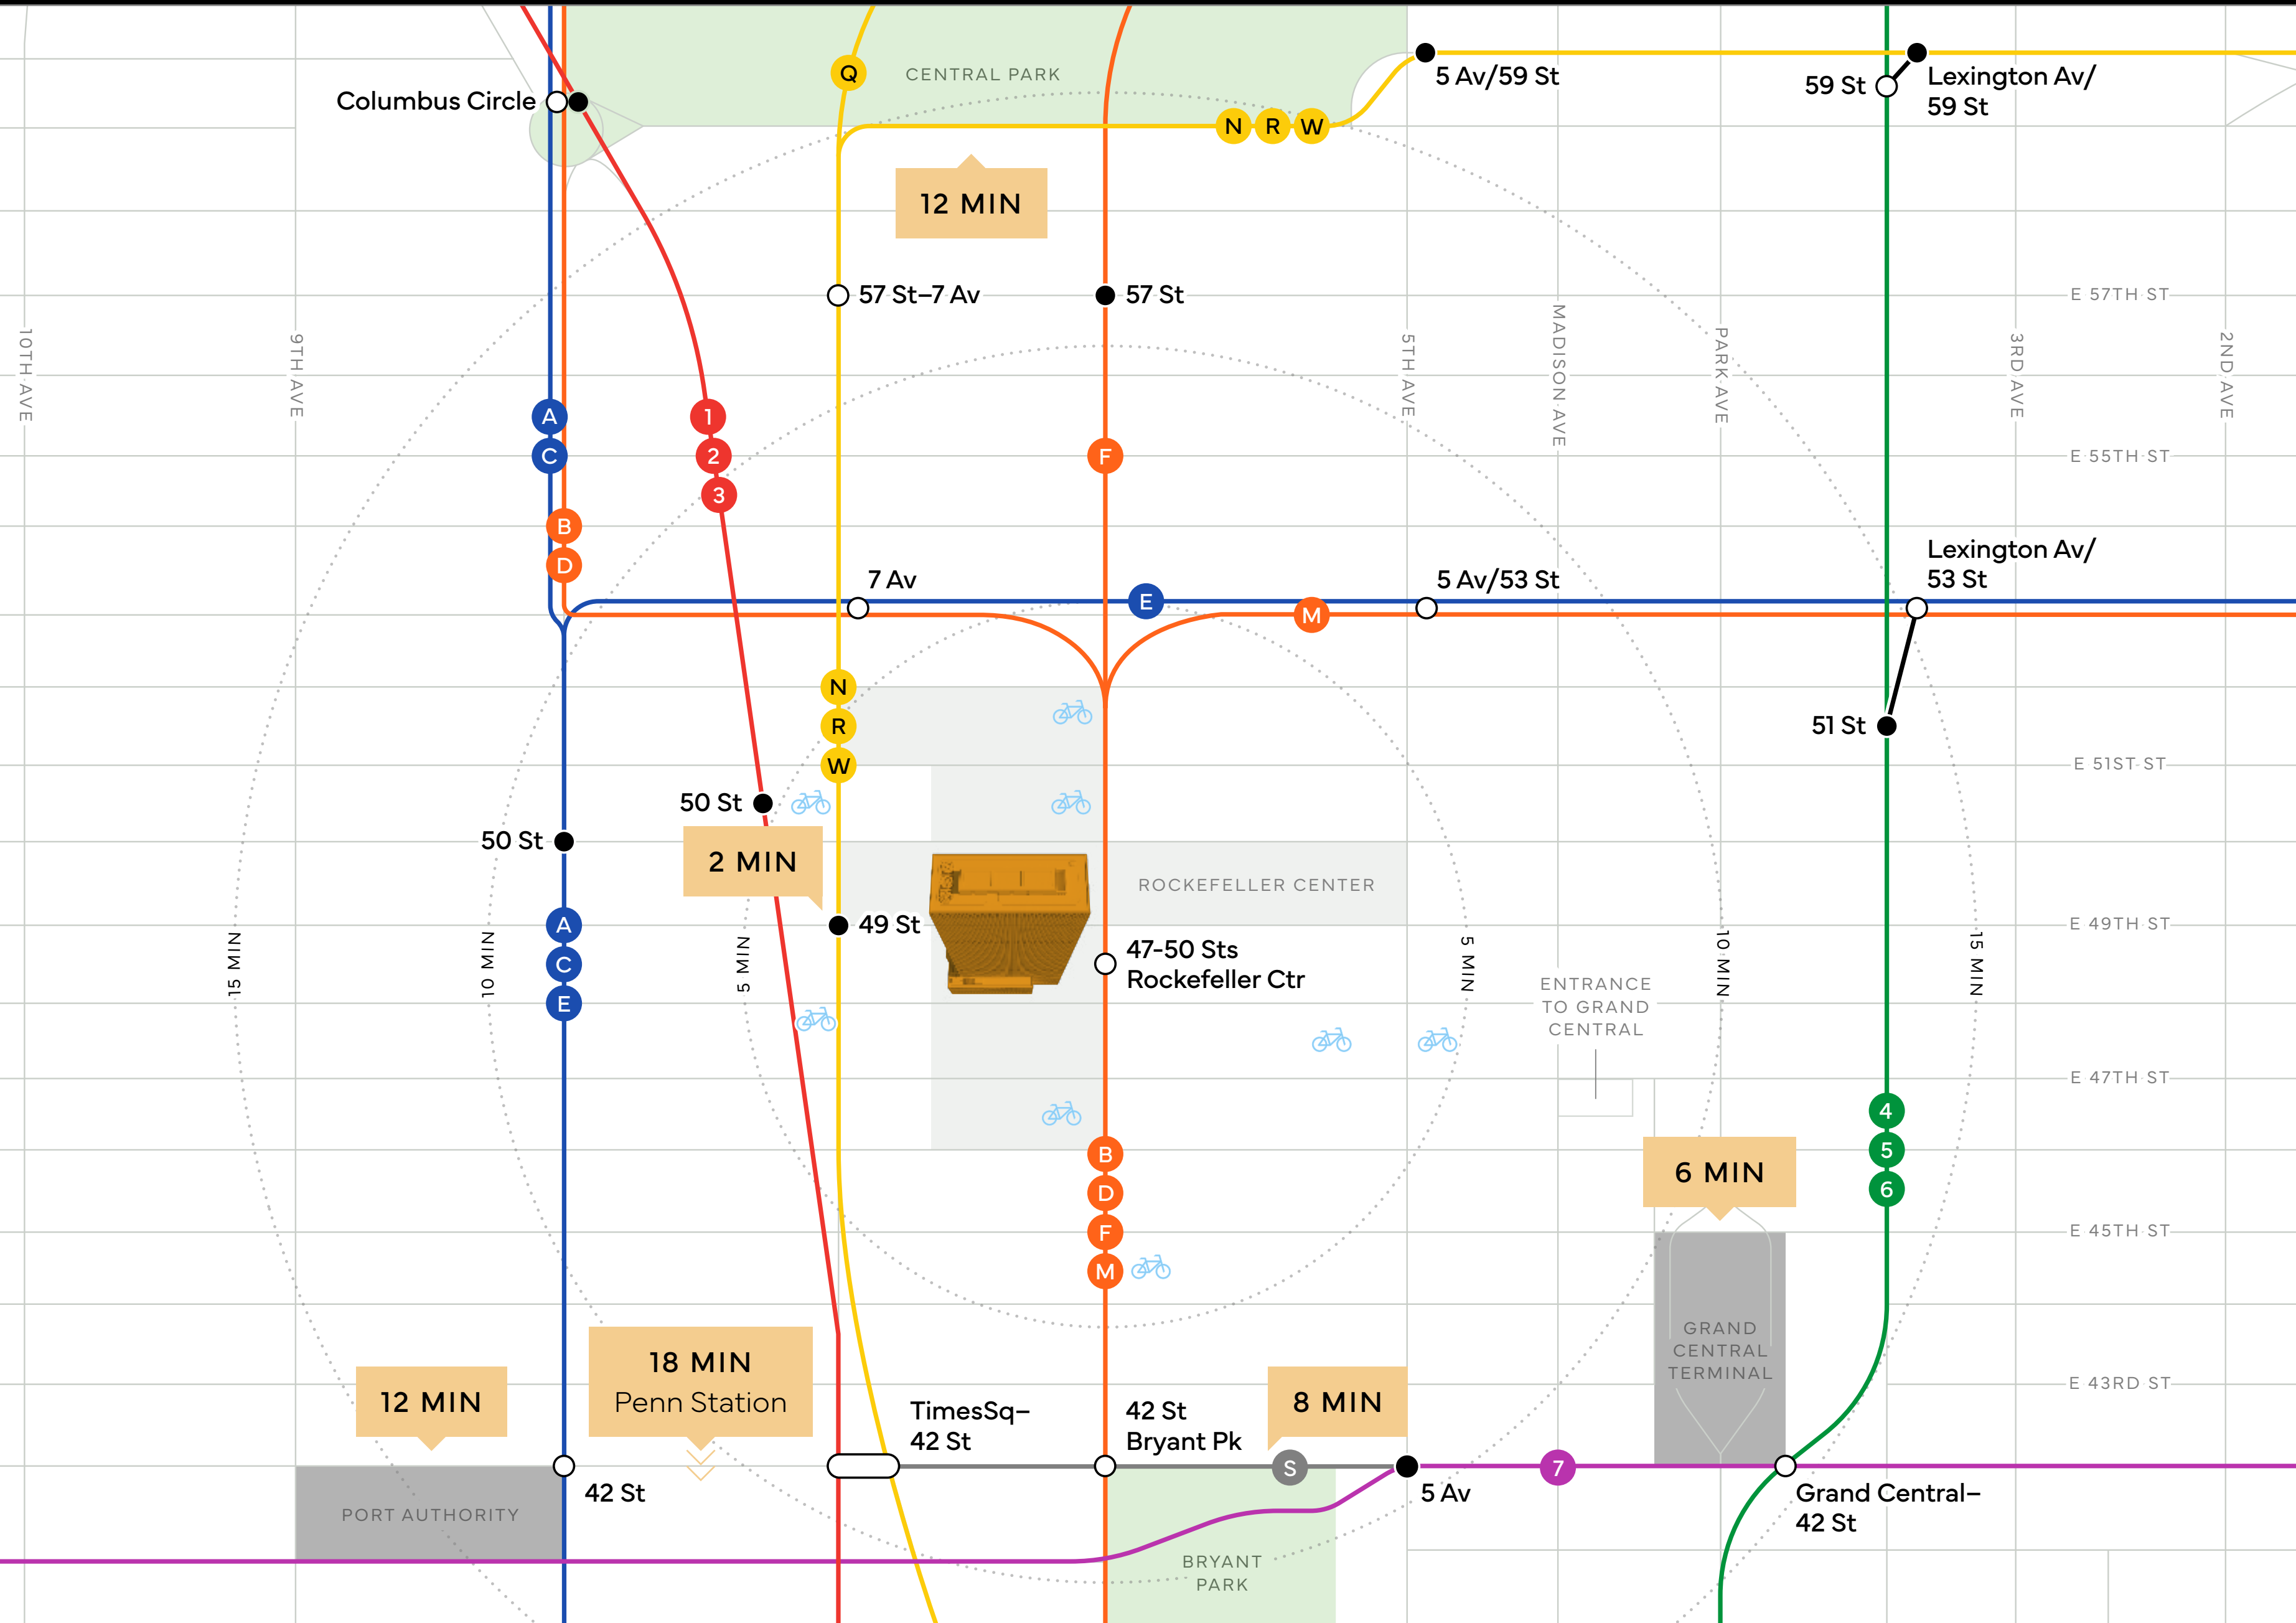 Q
CENTRAL PARK
5 Av/59 St
59 St
Lexington Av/
59 St
Columbus Circle
N R W
12 MIN
57 St–7 Av
57 St
E 57TH ST
10TH AVE
9TH AVE
5TH AVE
MADISON AVE
PARK AVE
3RD AVE
2ND AVE
A
C
1
2
3
F
E 55TH ST
B
D
7 Av
E
5 Av/53 St
M
Lexington Av/
53 St
N
R
W
51 St
E 51ST ST
50 St
50 St
2 MIN
ROCKEFELLER CENTER
49 St
E 49TH ST
A
C
E
47-50 Sts
Rockefeller Ctr
15 MIN
10 MIN
5 MIN
5 MIN
10 MIN
15 MIN
ENTRANCE
TO GRAND
CENTRAL
E 47TH ST
4
5
6
B
D
F
M
6 MIN
E 45TH ST
GRAND
CENTRAL
TERMINAL
E 43RD ST
12 MIN
18 MIN
Penn Station
TimesSq–
42 St
42 St
Bryant Pk
8 MIN
S
7
42 St
5 Av
Grand Central–
42 St
PORT AUTHORITY
BRYANT
PARK